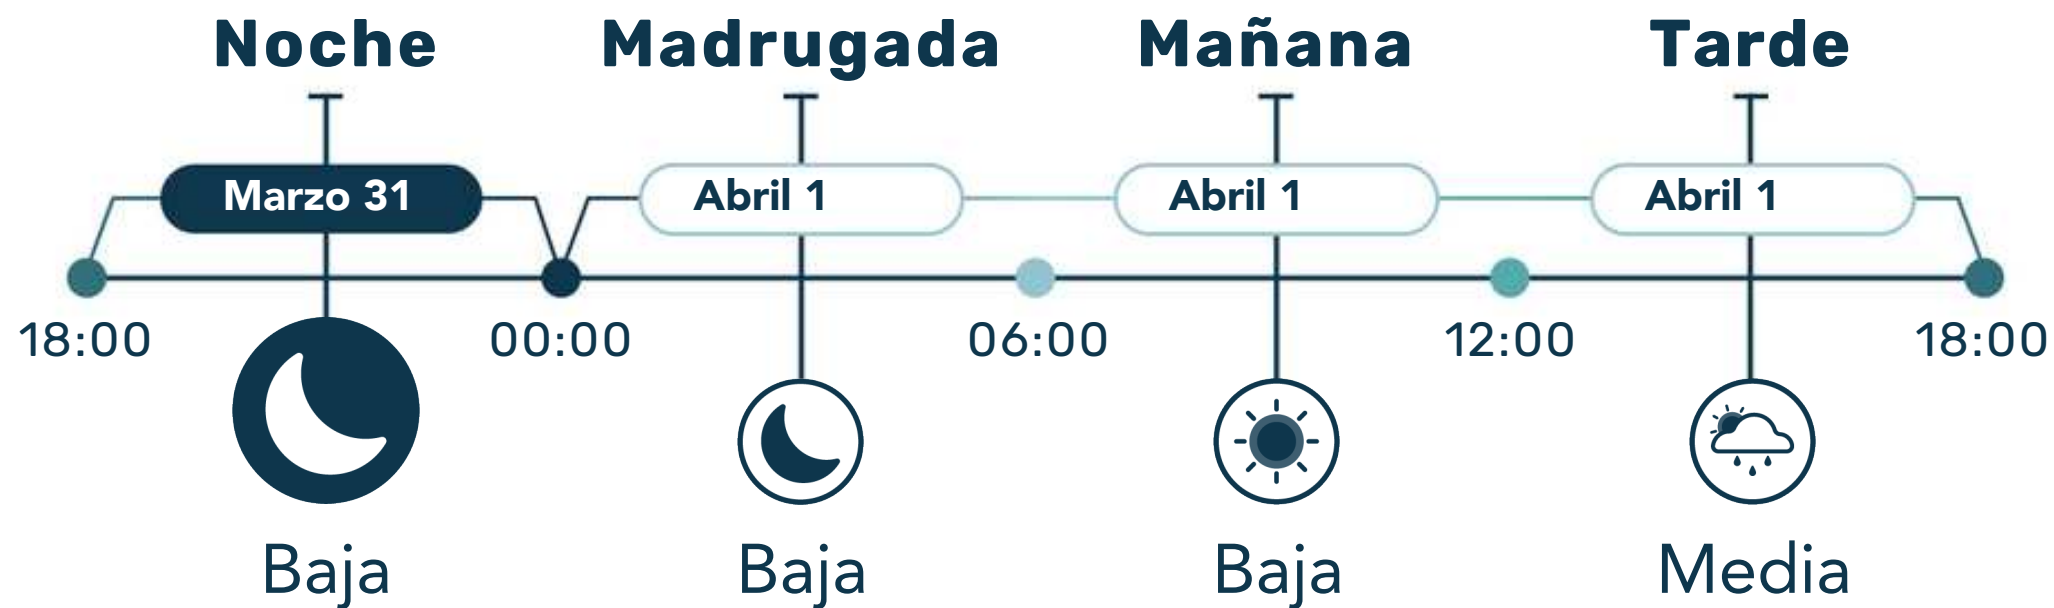 Noche Madrugada Mañana Tarde
Marzo 31 Abril 1 Abril 1 Abril 1
18:00 00:00 06:00 12:00 18:00
Baja Baja Baja Media